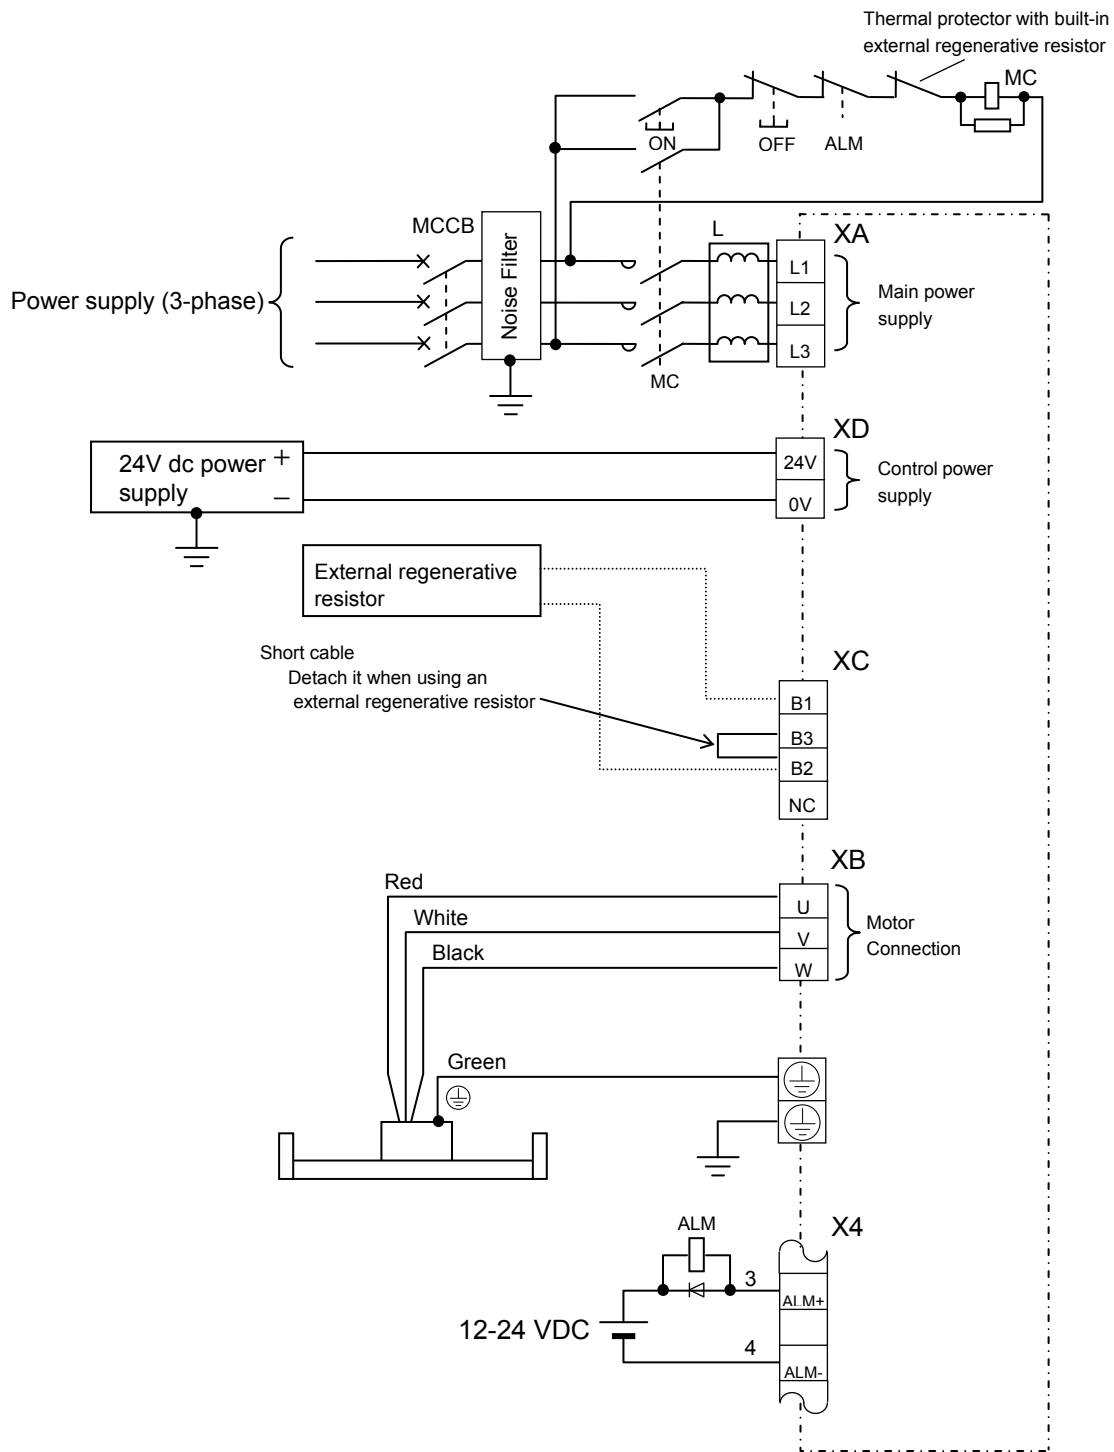 Thermal protector with built-in
external regenerative resistor
MC
ON
OFF
ALM
MCCB
Noise Filter
L
XA
L1
L2
L3
Main power
supply
Power supply (3-phase)
MC
XD
24V dc power
supply
+
−
24V
0V
Control power
supply
External regenerative
resistor
Short cable
Detach it when using an
external regenerative resistor
XC
B1
B3
B2
NC
XB
Red
White
Black
U
V
W
Motor
Connection
Green
X4
ALM
3
ALM+
12-24 VDC
4
ALM-